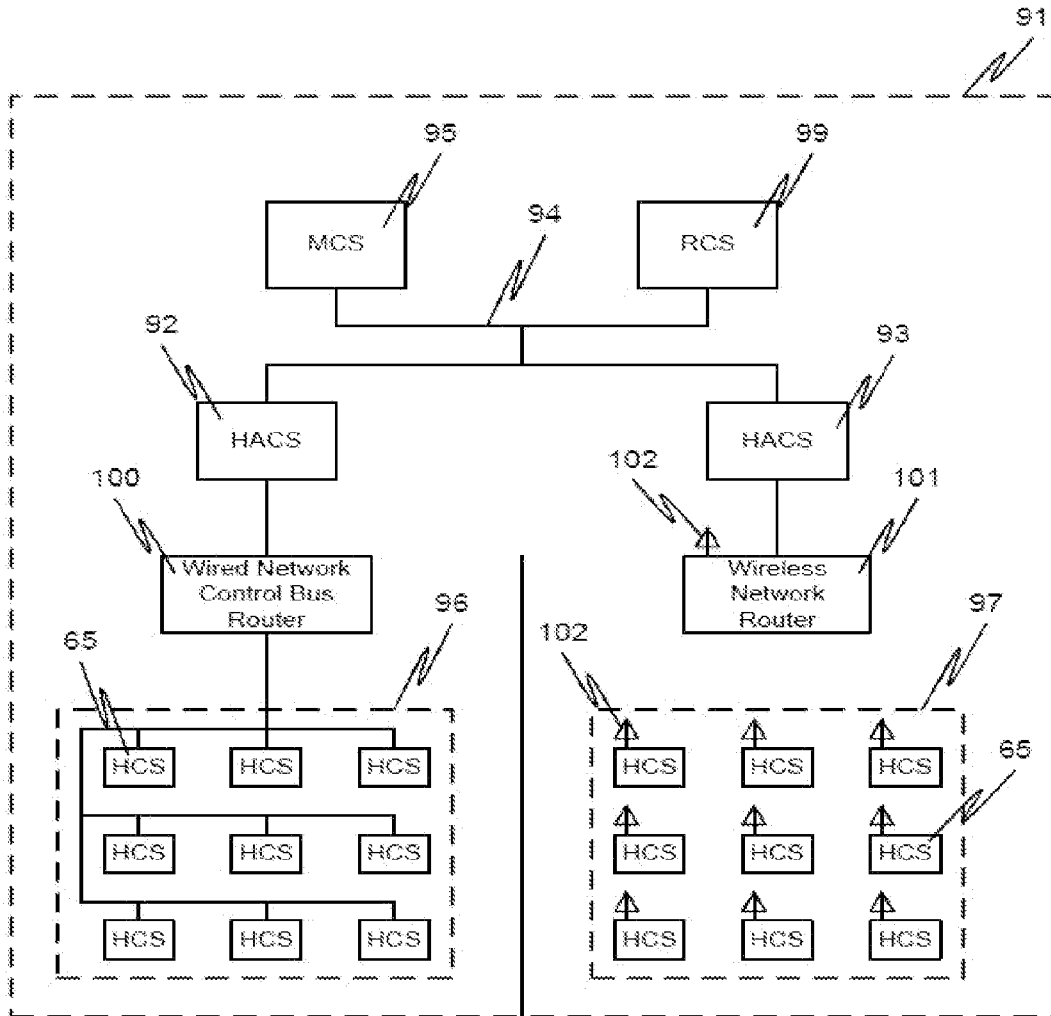 91
95
99
94
MCS
RCS
92
93
HACS
HACS
102
100
101
Wired Network
Control Bus
Router
Wireless
Network
Router
96
97
65
102
65
HCS HCS HCS
HCS HCS HCS
HCS HCS HCS
HCS HCS HCS
HCS HCS HCS
HCS HCS HCS